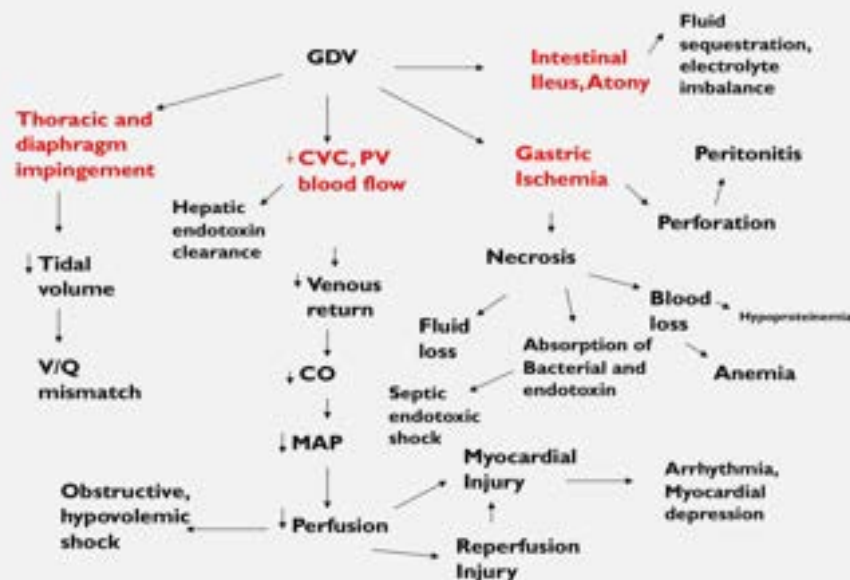 GDV
Intestinal
Ileus, Atony
Fluid
sequestration,
electrolyte
imbalance
Thoracic and
diaphragm
impingement
↓ CVC, PV
blood flow
Gastric
Ischemia
Peritonitis
Perforation
Hepatic
endotoxin
clearance
↓ Tidal
volume
V/Q
mismatch
↓ Venous
return
↓ CO
↓ MAP
↓ Perfusion
Obstructive,
hypovolemic
shock
Necrosis
Fluid
loss
Absorption of
Bacterial and
endotoxin
Blood
loss
Hypoproteinemia
Anemia
Septic
endotoxic
shock
Myocardial
Injury
Arrhythmia,
Myocardial
depression
Reperfusion
Injury